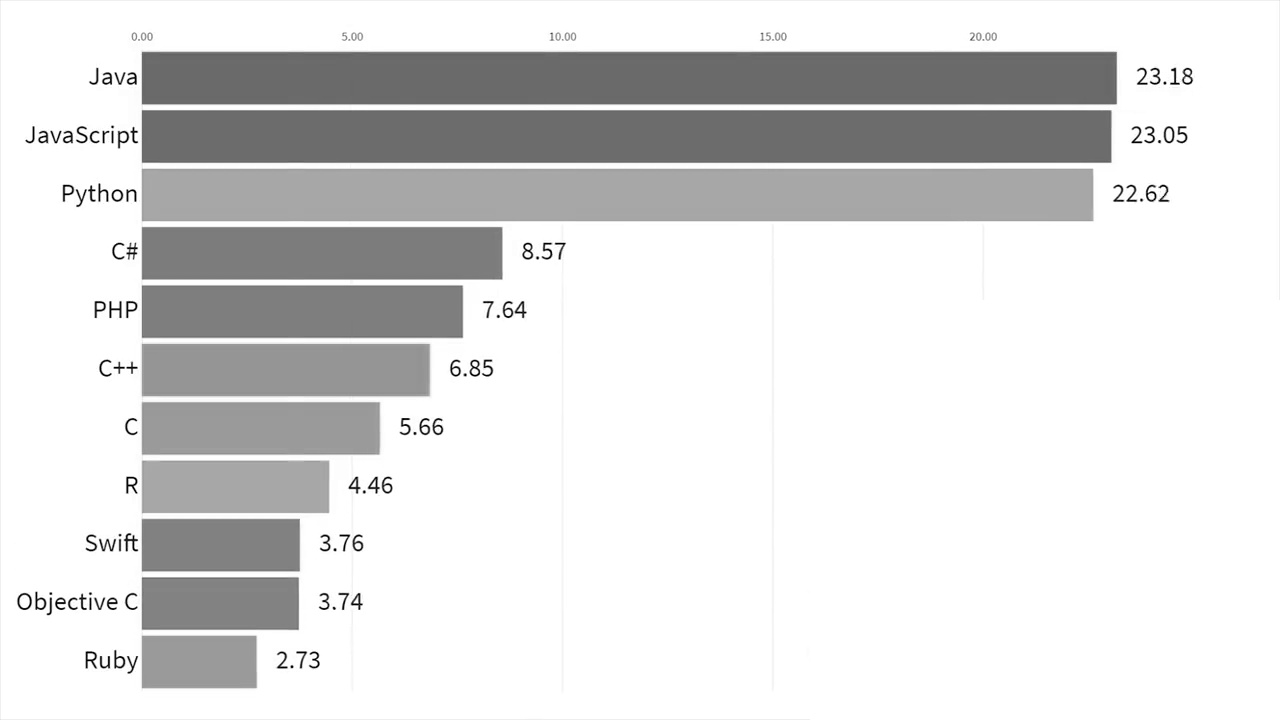 0.00 5.00 10.00 15.00 20.00
Java 23.18
JavaScript 23.05
Python 22.62
C# 8.57
PHP 7.64
C++ 6.85
C 5.66
R 4.46
Swift 3.76
Objective C 3.74
Ruby 2.73